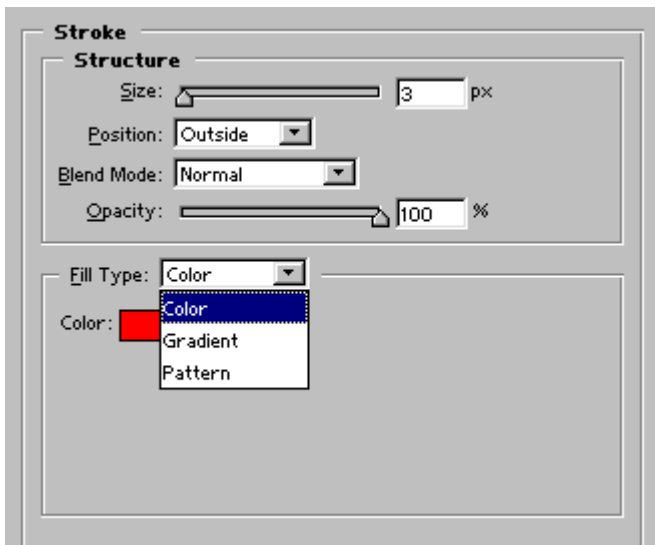 Stroke
Structure
Size: 3 px
Position: Outside
Blend Mode: Normal
Opacity: 100 %
Fill Type: Color
Color:
Color
Gradient
Pattern